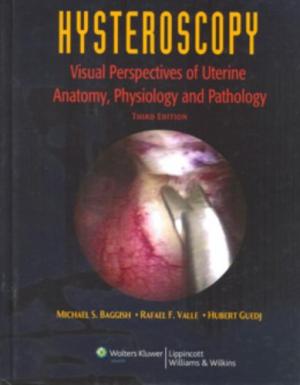 HYSTEROSCOPY
Visual Perspectives of Uterine
Anatomy, Physiology and Pathology
THIRD EDITION
MICHAEL S. BAGGISH • RAFAEL F. VALLE • HUBERT GUEDJ
Wolters Kluwer
Lippincott
Williams & Wilkins